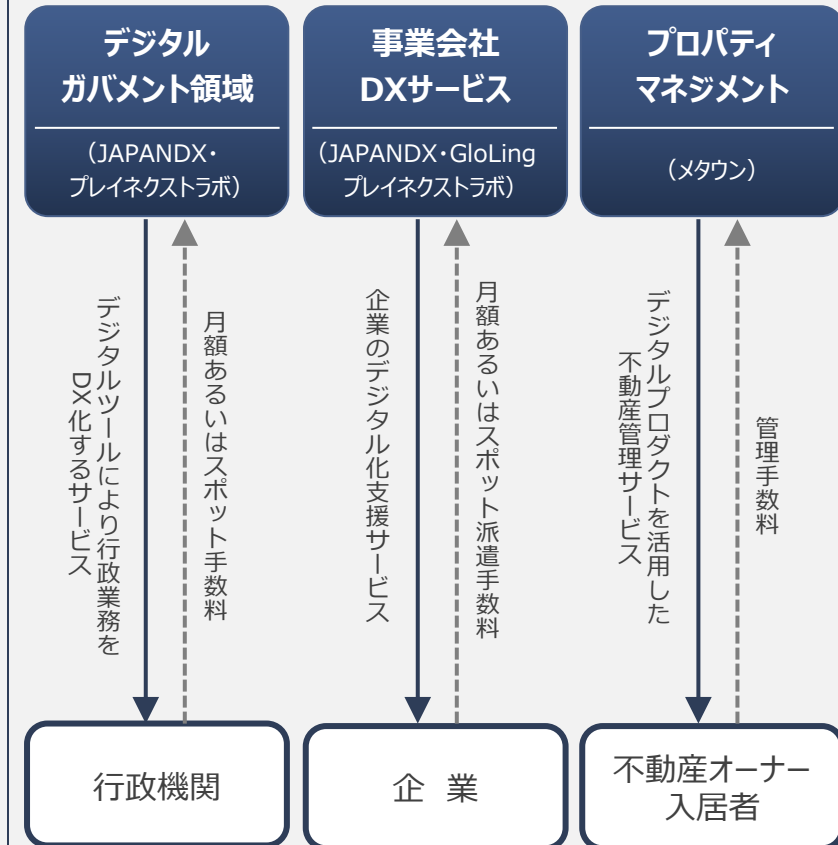 デジタル
ガバメント領域
（JAPANDX・
プレイネクストラボ）
デジタルツールにより行政業務を
DX化するサービス
月額あるいはスポット手数料
行政機関
事業会社
DXサービス
（JAPANDX・GloLing
プレイネクストラボ）
企業のデジタル化支援サービス
月額あるいはスポット派遣手数料
企 業
プロパティ
マネジメント
（メタウン）
デジタルプロダクトを活用した
不動産管理サービス
管理手数料
不動産オーナー
入居者